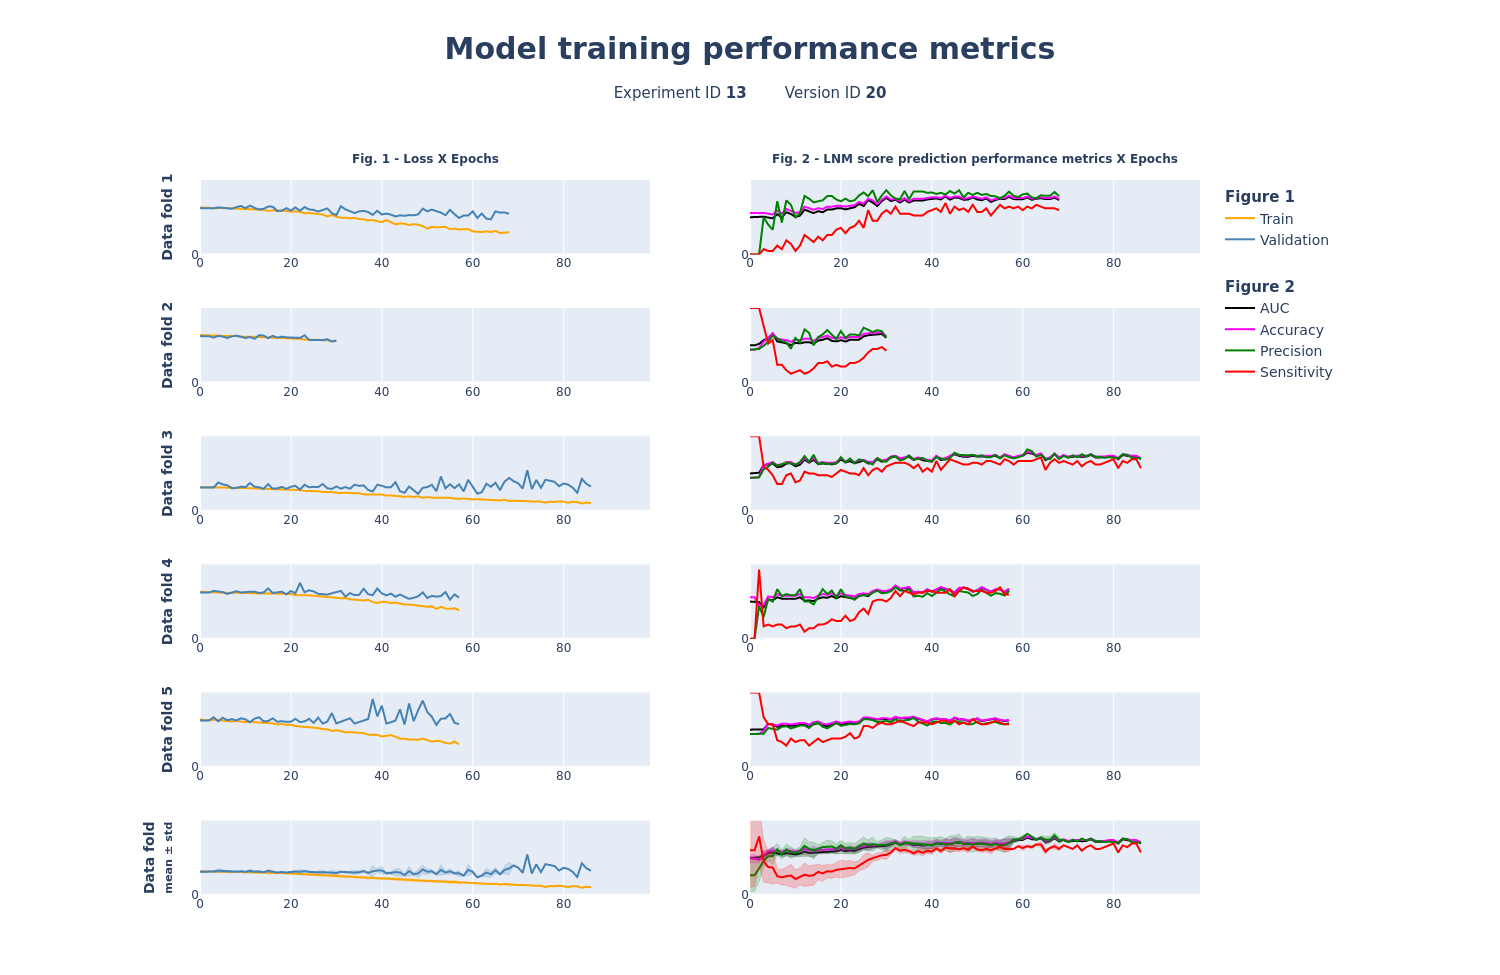 Model training performance metrics
Experiment ID 13 Version ID 20
Fig. 1 - Loss X Epochs
Fig. 2 - LNM score prediction performance metrics X Epochs
Data fold 1
0
0 20 40 60 80
0
0 20 40 60 80
Figure 1
Train
Validation
Figure 2
AUC
Accuracy
Precision
Sensitivity
Data fold 2
0
0 20 40 60 80
0
0 20 40 60 80
Data fold 3
0
0 20 40 60 80
0
0 20 40 60 80
Data fold 4
0
0 20 40 60 80
0
0 20 40 60 80
Data fold 5
0
0 20 40 60 80
0
0 20 40 60 80
Data fold
mean ± std
0
0 20 40 60 80
0
0 20 40 60 80